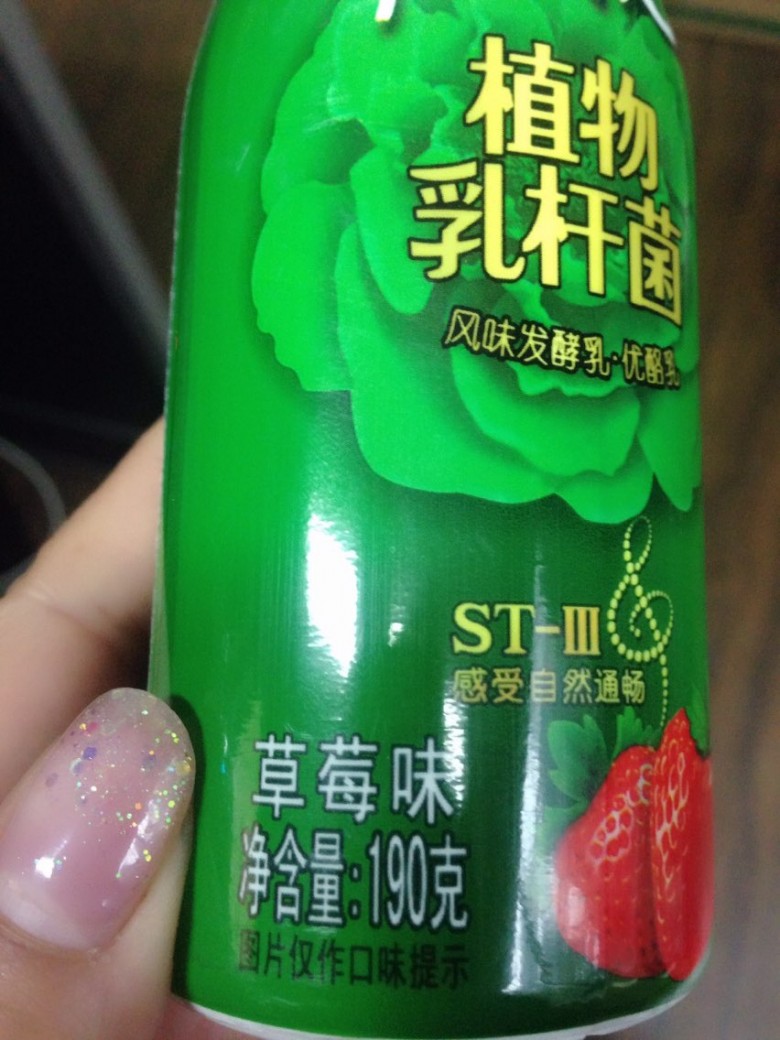 植物
乳杆菌
风味发酵乳·优酪乳
ST-III
感受自然通畅
草莓味
净含量:190克
图片仅作口味提示